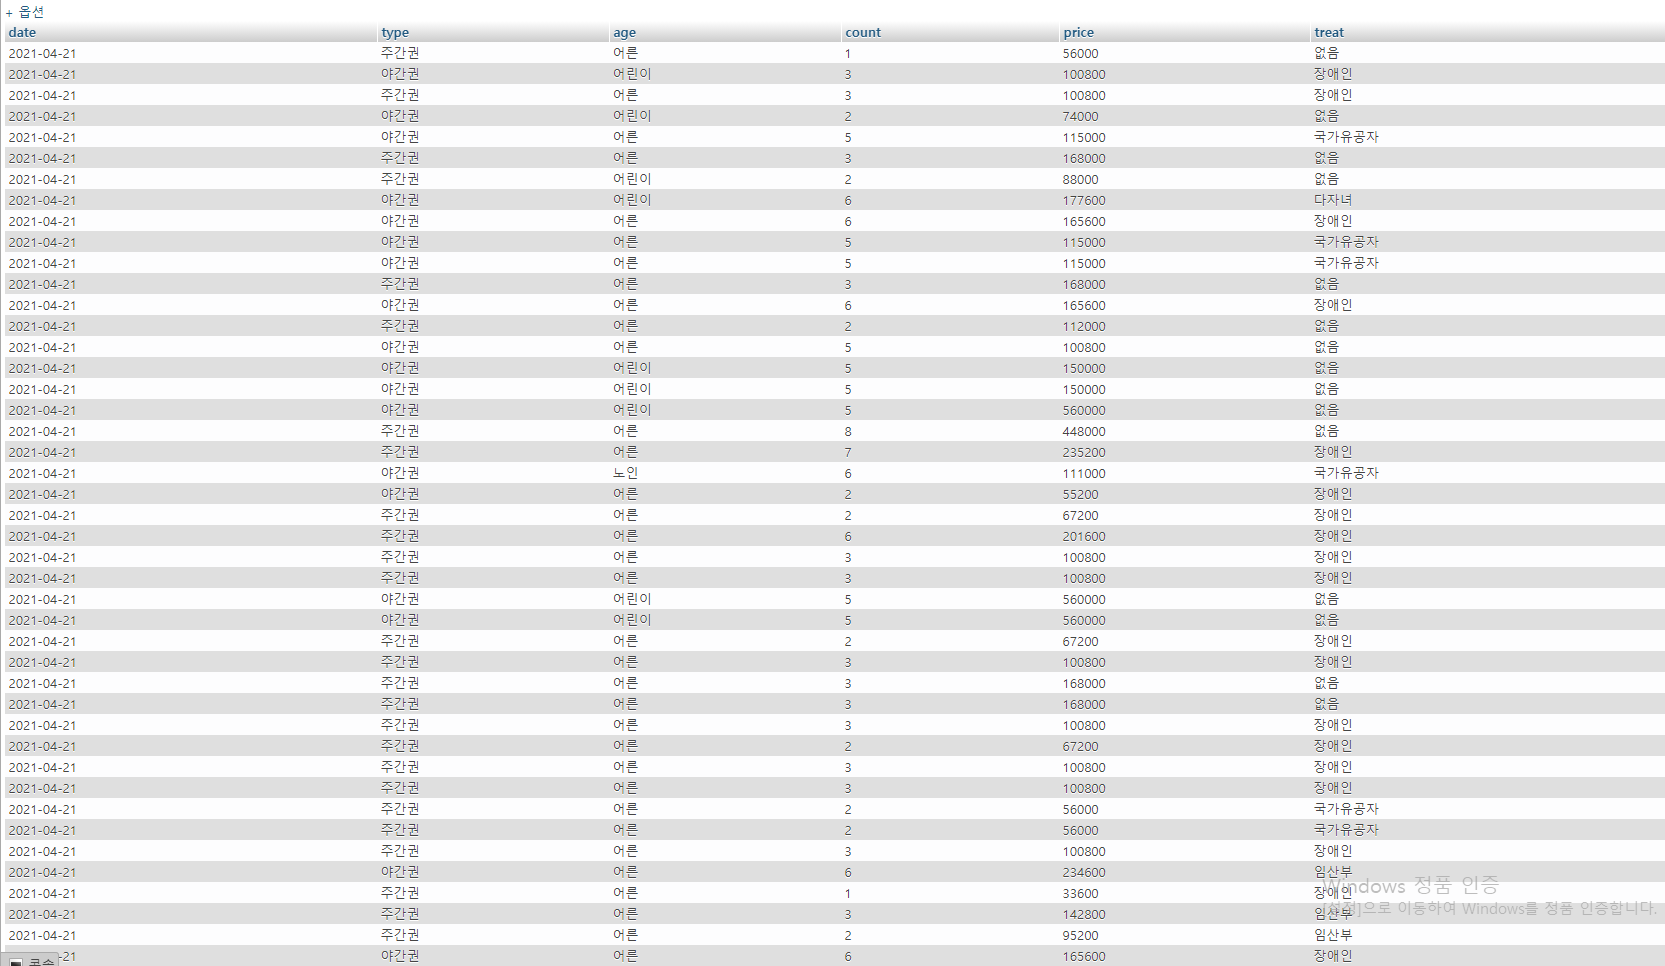 + 옵션
date type age count price treat
2021-04-21 주간권 어른 1 56000 없음
2021-04-21 야간권 어린이 3 100800 장애인
2021-04-21 주간권 어른 3 100800 장애인
2021-04-21 야간권 어린이 2 74000 없음
2021-04-21 야간권 어른 5 115000 국가유공자
2021-04-21 주간권 어른 3 168000 없음
2021-04-21 주간권 어린이 2 88000 없음
2021-04-21 야간권 어린이 6 177600 다자녀
2021-04-21 야간권 어른 6 165600 장애인
2021-04-21 야간권 어른 5 115000 국가유공자
2021-04-21 야간권 어른 5 115000 국가유공자
2021-04-21 주간권 어른 3 168000 없음
2021-04-21 야간권 어른 6 165600 장애인
2021-04-21 주간권 어른 2 112000 없음
2021-04-21 야간권 어른 5 100800 없음
2021-04-21 야간권 어린이 5 150000 없음
2021-04-21 야간권 어린이 5 150000 없음
2021-04-21 야간권 어린이 5 560000 없음
2021-04-21 주간권 어른 8 448000 없음
2021-04-21 주간권 어른 7 235200 장애인
2021-04-21 야간권 노인 6 111000 국가유공자
2021-04-21 야간권 어른 2 55200 장애인
2021-04-21 주간권 어른 2 67200 장애인
2021-04-21 주간권 어른 6 201600 장애인
2021-04-21 주간권 어른 3 100800 장애인
2021-04-21 주간권 어른 3 100800 장애인
2021-04-21 야간권 어린이 5 560000 없음
2021-04-21 야간권 어린이 5 560000 없음
2021-04-21 주간권 어른 2 67200 장애인
2021-04-21 주간권 어른 3 100800 장애인
2021-04-21 주간권 어른 3 168000 없음
2021-04-21 주간권 어른 3 168000 없음
2021-04-21 주간권 어른 3 100800 장애인
2021-04-21 주간권 어른 2 67200 장애인
2021-04-21 주간권 어른 3 100800 장애인
2021-04-21 주간권 어른 3 100800 장애인
2021-04-21 주간권 어른 2 56000 국가유공자
2021-04-21 주간권 어른 2 56000 국가유공자
2021-04-21 주간권 어른 3 100800 장애인
2021-04-21 야간권 어른 6 234600 임산부
Windows 정품 인증
2021-04-21 주간권 어른 1 33600 장애인
[설정]으로 이동하여 Windows를 정품 인증합니다.
2021-04-21 주간권 어른 3 142800 임산부
2021-04-21 주간권 어른 2 95200 임산부
콘솔 -21 야간권 어른 6 165600 장애인